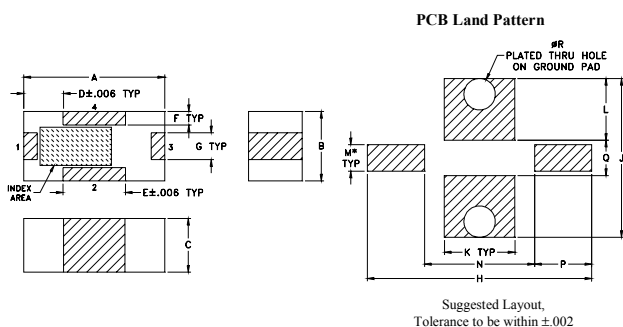 PCB Land Pattern
øR
PLATED THRU HOLE
ON GROUND PAD
A
D±.006 TYP
4
F TYP
G TYP
1
3
B
INDEX
AREA
2
E±.006 TYP
C
L
J
Q
M*
TYP
K TYP
N
P
H
Suggested Layout,
Tolerance to be within ±.002